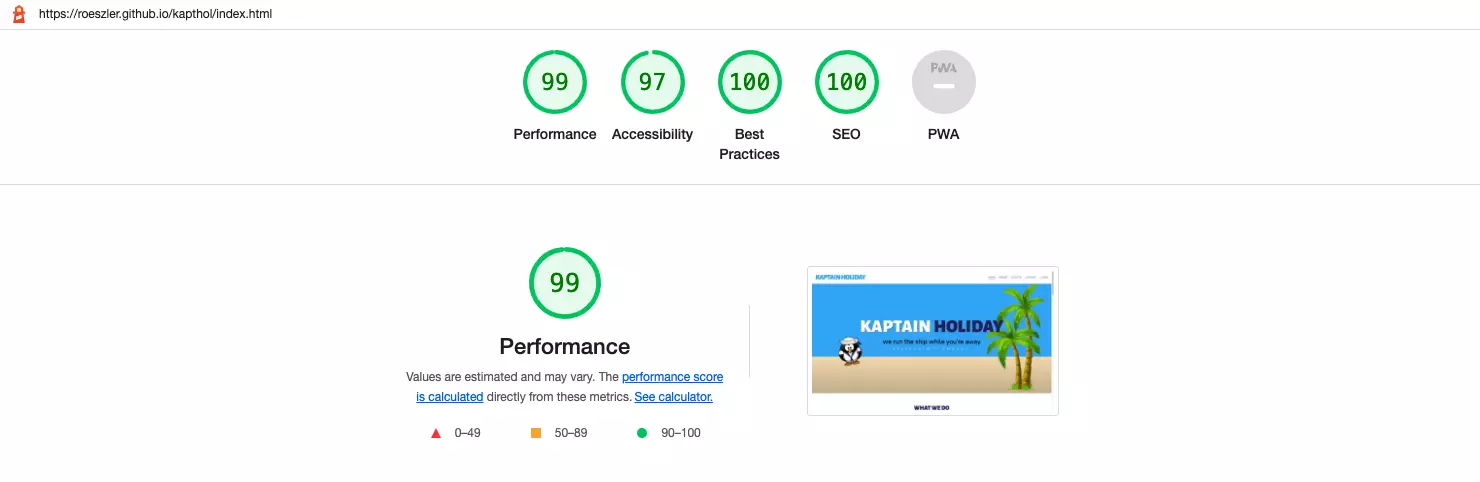 https://roeszler.github.io/kapthol/index.html
99
97
100
100
PWA
Performance
Accessibility
Best
Practices
SEO
PWA
99
Performance
Values are estimated and may vary. The performance score
is calculated directly from these metrics. See calculator.
0–49
50–89
90–100
KAPTAIN HOLIDAY
KAPTAIN HOLIDAY
we run the ship while you're away
WHAT WE DO